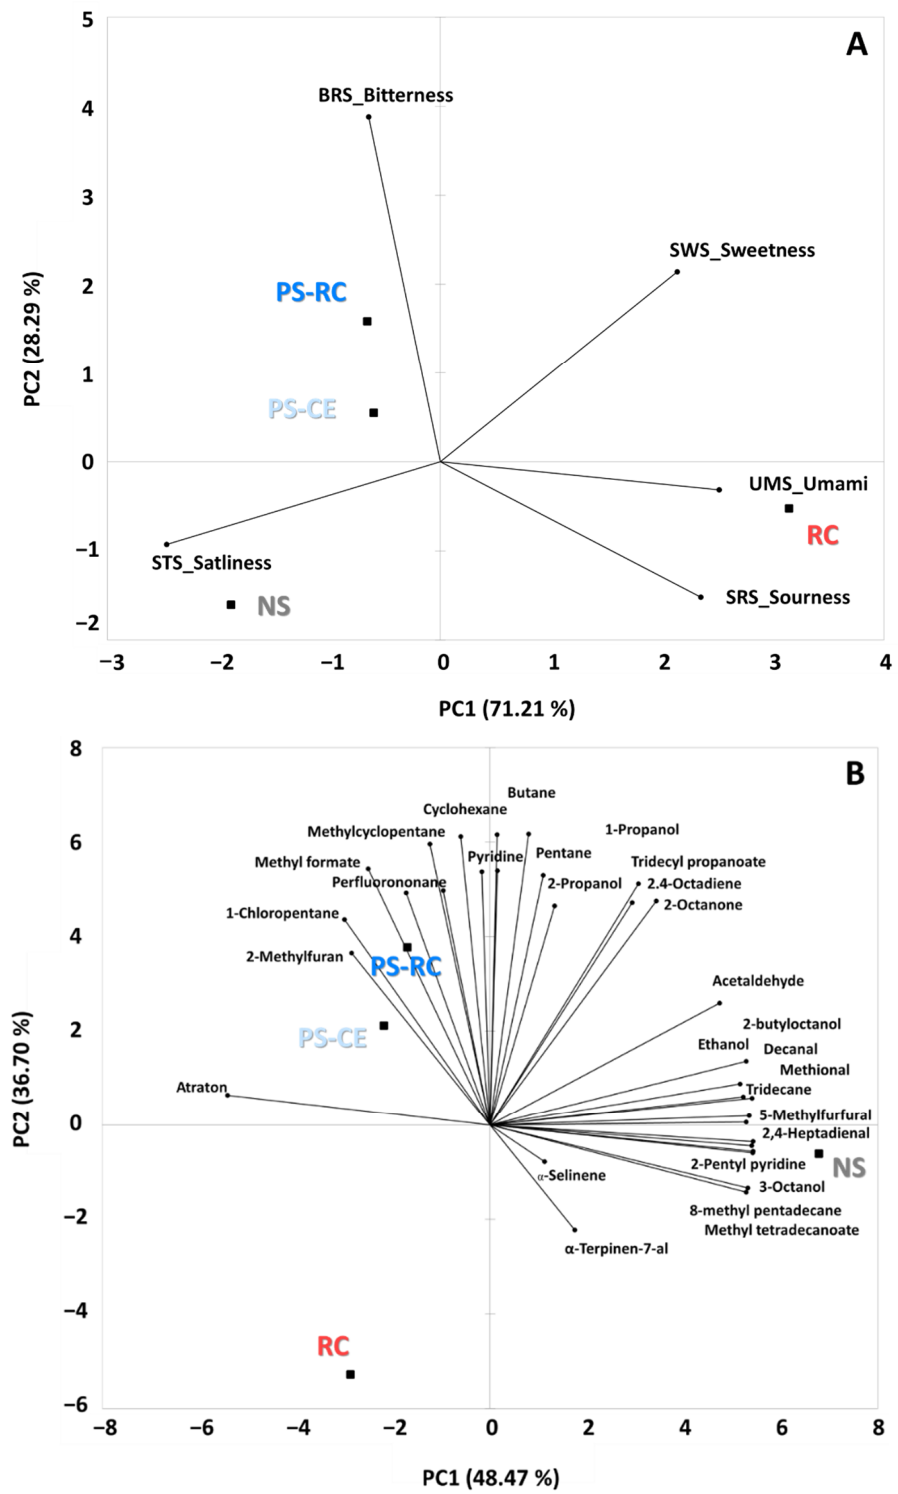 A
5
4
3
2
1
0
−1
−2
PC2 (28.29 %)
BRS_Bitterness
SWS_Sweetness
PS-RC
PS-CE
UMS_Umami
RC
STS_Satliness
NS
SRS_Sourness
−3 −2 −1 0 1 2 3 4
PC1 (71.21 %)
B
8
6
4
2
0
−2
−4
−6
PC2 (36.70 %)
Butane
Cyclohexane
Methylcyclopentane
1-Propanol
Pyridine
Pentane
Methyl formate
Tridecyl propanoate
Perfluorononane
2-Propanol
2.4-Octadiene
2-Octanone
1-Chloropentane
2-Methylfuran
PS-RC
Acetaldehyde
PS-CE
2-butyloctanol
Ethanol
Decanal
Methional
Atraton
Tridecane
5-Methylfurfural
2,4-Heptadienal
2-Pentyl pyridine
NS
α-Selinene
3-Octanol
8-methyl pentadecane
Methyl tetradecanoate
α-Terpinen-7-al
RC
−8 −6 −4 −2 0 2 4 6 8
PC1 (48.47 %)